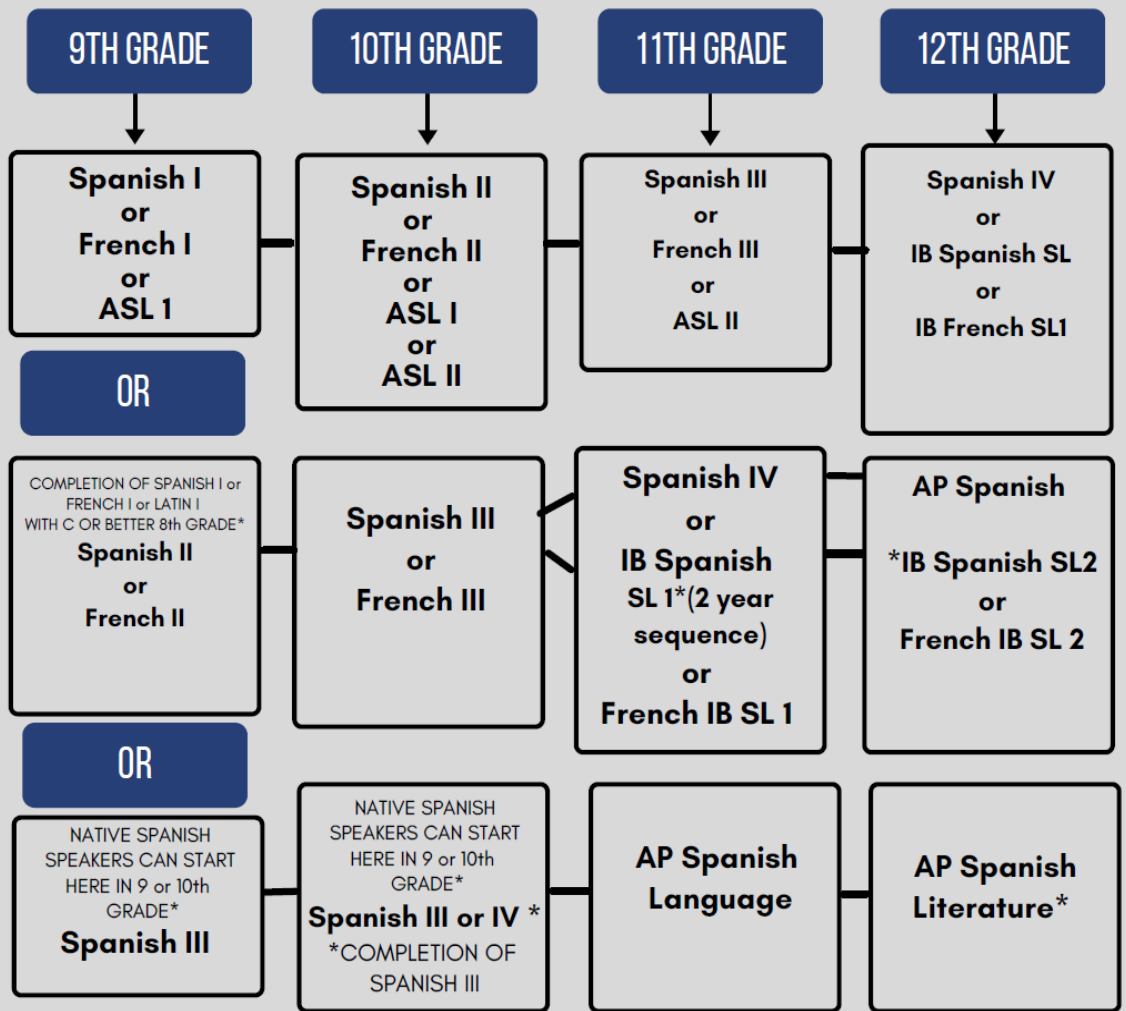 9TH GRADE
10TH GRADE
11TH GRADE
12TH GRADE
Spanish I
or
French I
or
ASL 1
Spanish II
or
French II
or
ASL I
or
ASL II
Spanish III
or
French III
or
ASL II
Spanish IV
or
IB Spanish SL
or
IB French SL1
OR
COMPLETION OF SPANISH I or
FRENCH I or LATIN I
WITH C OR BETTER 8th GRADE*
Spanish II
or
French II
Spanish III
or
French III
Spanish IV
or
IB Spanish
SL 1*(2 year
sequence)
or
French IB SL 1
AP Spanish
*IB Spanish SL2
or
French IB SL 2
OR
NATIVE SPANISH
SPEAKERS CAN START
HERE IN 9 or 10th
GRADE*
Spanish III
NATIVE SPANISH
SPEAKERS CAN START
HERE IN 9 or 10th
GRADE*
Spanish III or IV *
*COMPLETION OF
SPANISH III
AP Spanish
Language
AP Spanish
Literature*